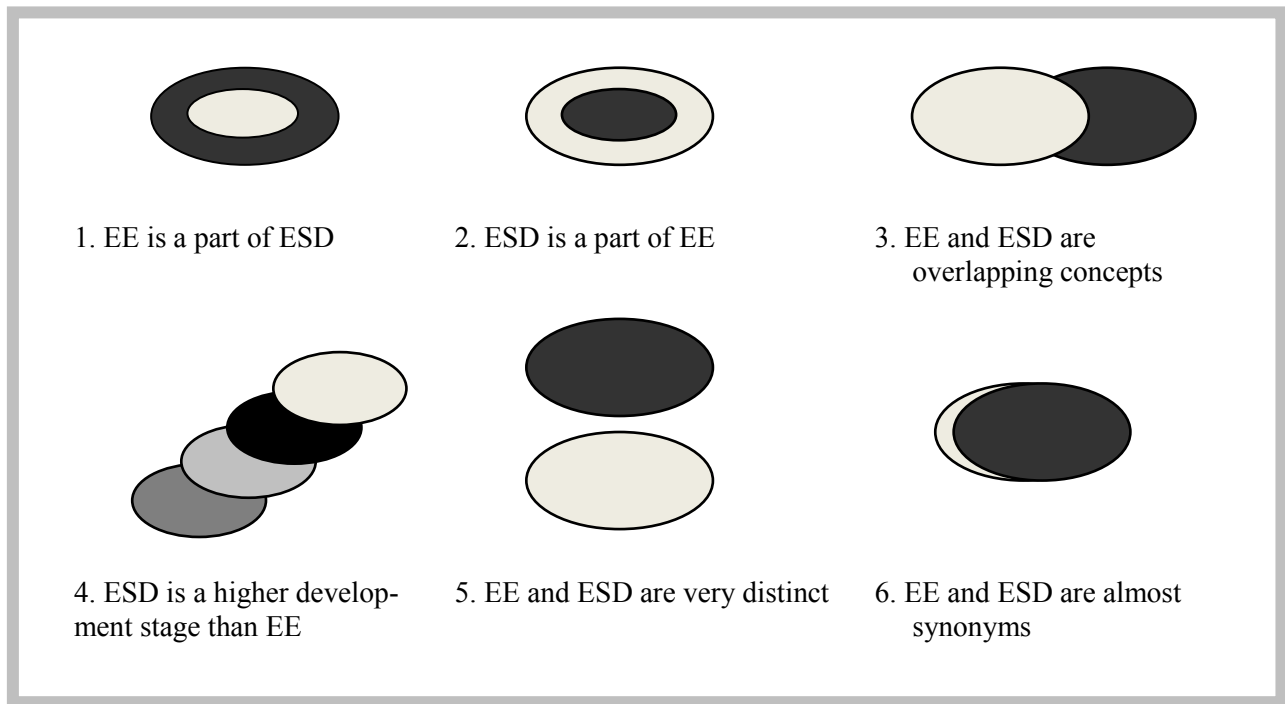 1. EE is a part of ESD
2. ESD is a part of EE
3. EE and ESD are
overlapping concepts
4. ESD is a higher develop-
ment stage than EE
5. EE and ESD are very distinct
6. EE and ESD are almost
synonyms